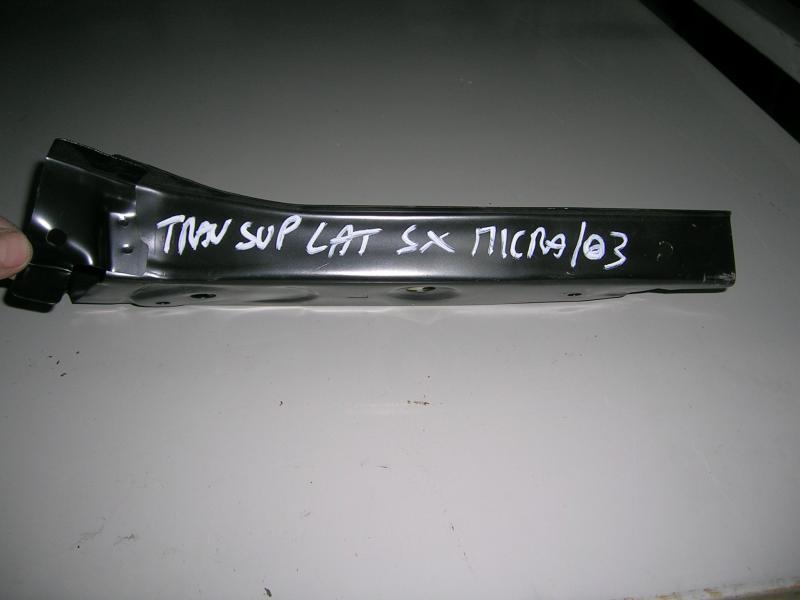 TRAV SUP LAT SX MICRA/03